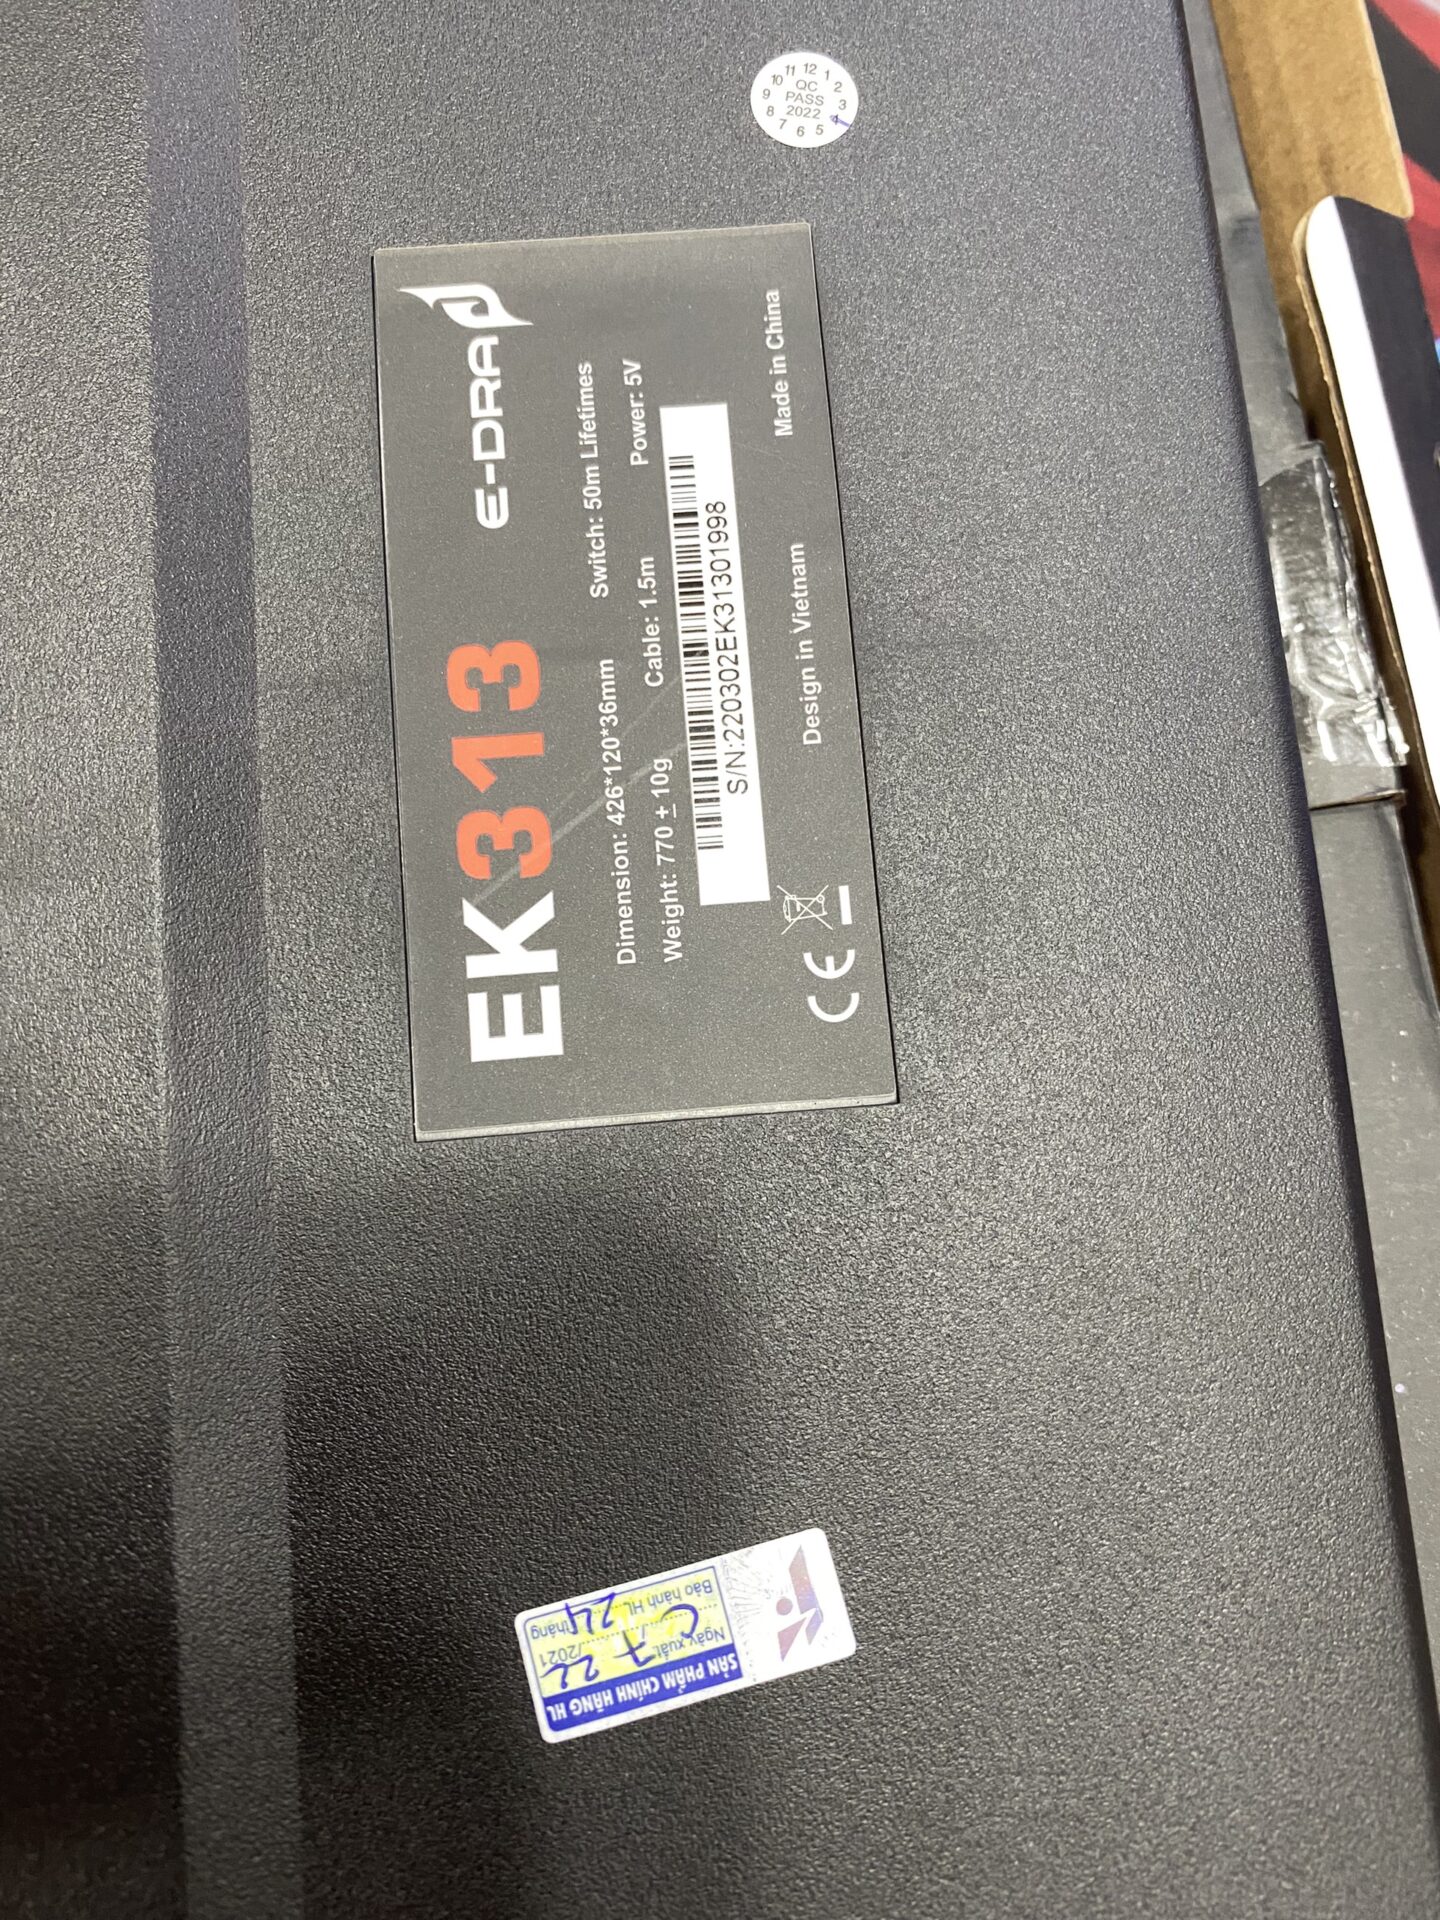 11 12 1 2 3 4 5 6 7 8 9 10
QC
PASS
2022
EK313 E-DRA
Dimension: 426*120*36mm Switch: 50m Lifetimes
Weight: 770 ± 10g Cable: 1.5m Power: 5V
S/N:220302EK31301998
CE Design in Vietnam Made in China
SẢN PHẨM CHÍNH HÃNG HL
Ngày xuất 7 22 /2021
Bảo hành HL 24 tháng